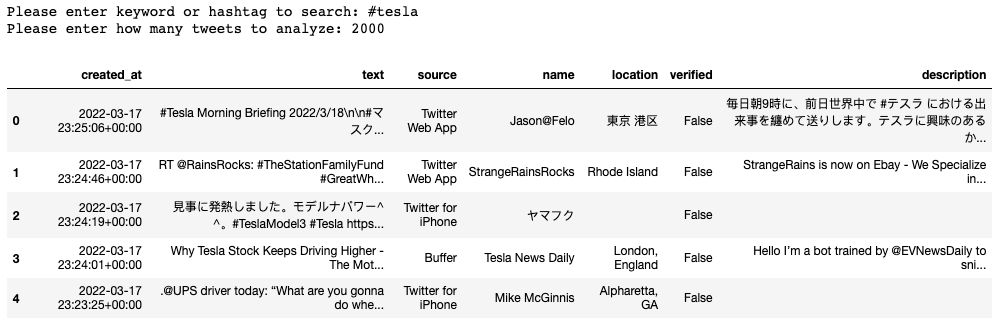 Please enter keyword or hashtag to search: #tesla
Please enter how many tweets to analyze: 2000
created_at text source name location verified description
0 2022-03-17 23:25:06+00:00 #Tesla Morning Briefing 2022/3/18\n\n#マスク... Twitter Web App Jason@Felo 東京 港区 False 毎日朝9時に、前日世界中で #テスラ における出来事を纏めて送りします。テスラに興味のあるか...
1 2022-03-17 23:24:46+00:00 RT @RainsRocks: #TheStationFamilyFund #GreatWh... Twitter Web App StrangeRainsRocks Rhode Island False StrangeRains is now on Ebay - We Specialize in...
2 2022-03-17 23:24:19+00:00 見事に発熱しました。モデルナパワー^ ^。#TeslaModel3 #Tesla https... Twitter for iPhone ヤマフク False
3 2022-03-17 23:24:01+00:00 Why Tesla Stock Keeps Driving Higher - The Mot... Buffer Tesla News Daily London, England False Hello I'm a bot trained by @EVNewsDaily to sni...
4 2022-03-17 23:23:25+00:00 .@UPS driver today: “What are you gonna do whe... Twitter for iPhone Mike McGinnis Alpharetta, GA False